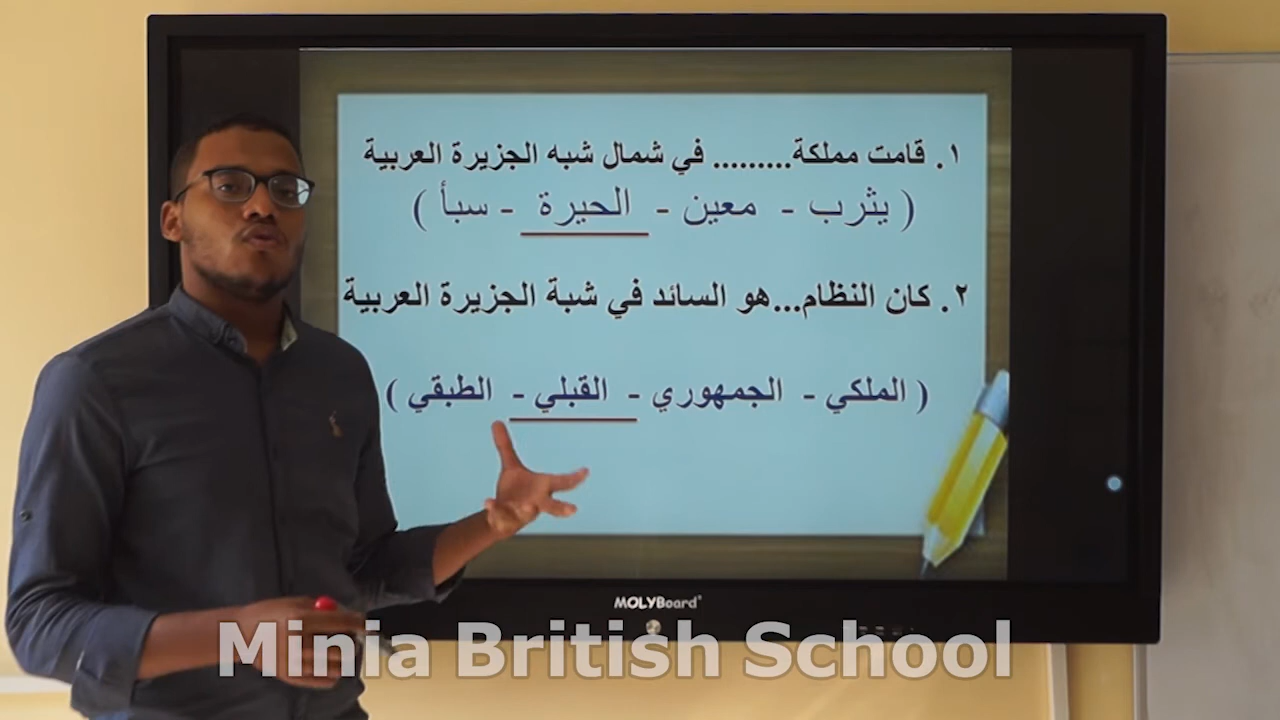 ١. قامت مملكة......... في شمال شبه الجزيرة العربية
( يثرب - معين - الحيرة - سبأ )
٢. كان النظام...هو السائد في شبة الجزيرة العربية
( الملكي - الجمهوري - القبلي - الطبقي )
MOLYBoard
Minia British School